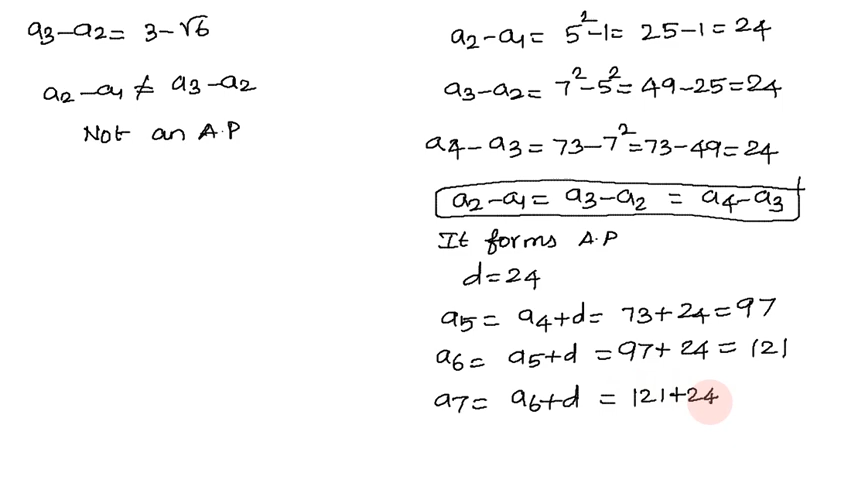 a₃-a₂= 3-√6
a₂-a₁ ≠ a₃-a₂
Not an A.P
a₂-a₁= 5²-1= 25-1=24
a₃-a₂= 7²-5²=49-25=24
a₄-a₃=73-7²=73-49=24
a₂-a₁= a₃-a₂ = a₄-a₃
It forms A.P
d=24
a₅= a₄+d= 73+24=97
a₆= a₅+d =97+24=121
a₇= a₆+d = 121+24